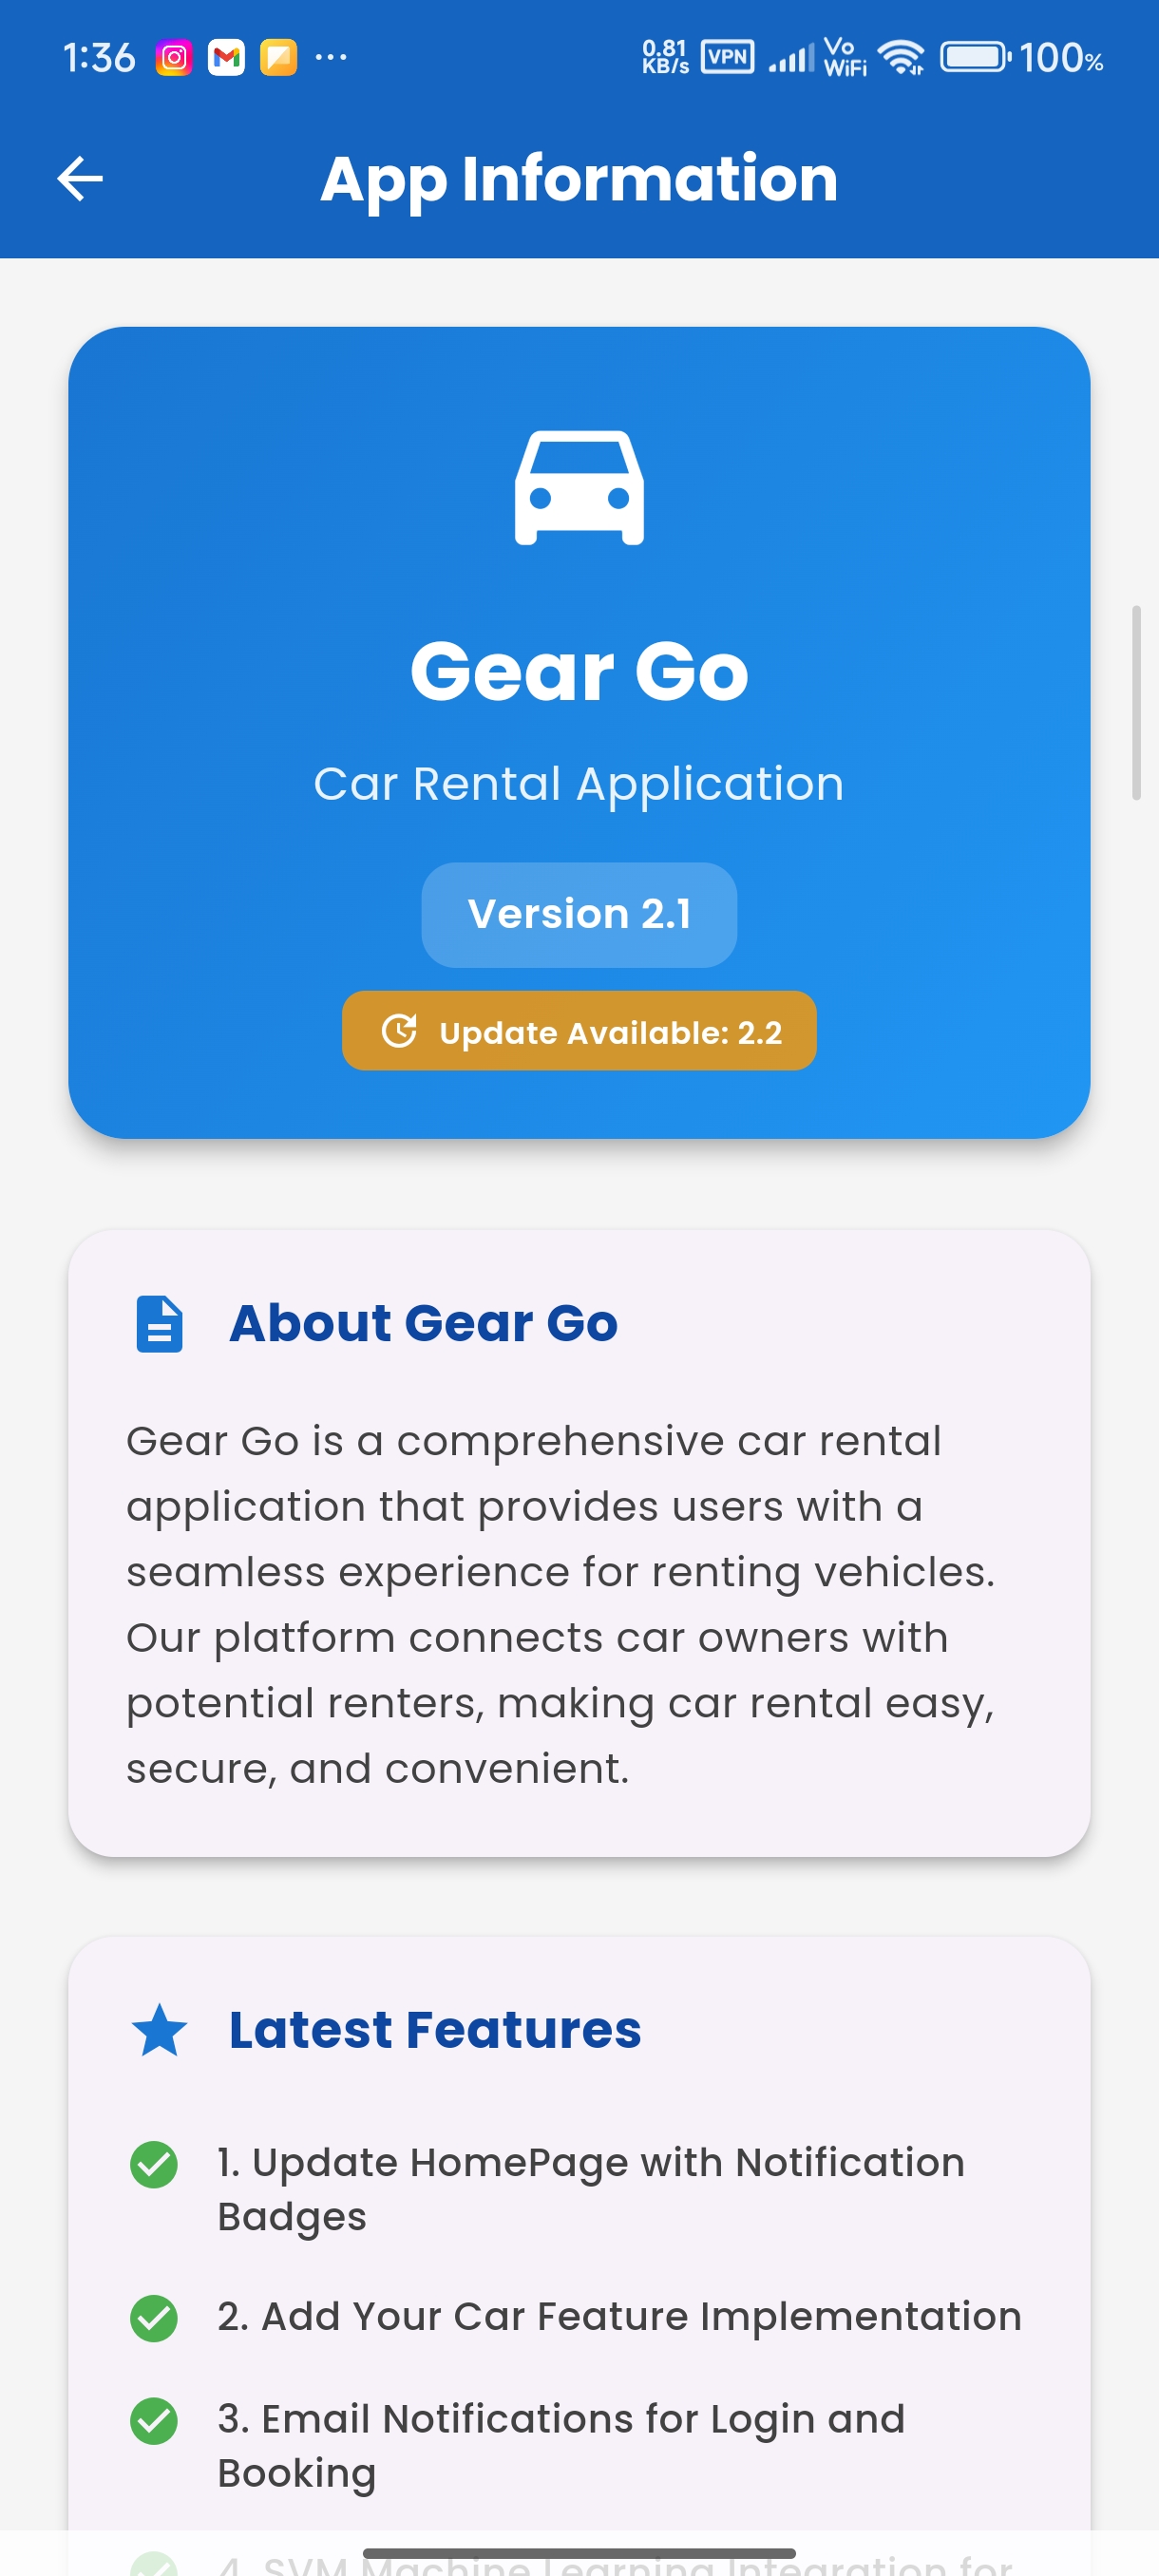 1:36
0.81 KB/s VPN Vo WiFi 100%
App Information
Gear Go
Car Rental Application
Version 2.1
Update Available: 2.2
About Gear Go
Gear Go is a comprehensive car rental
application that provides users with a
seamless experience for renting vehicles.
Our platform connects car owners with
potential renters, making car rental easy,
secure, and convenient.
Latest Features
1. Update HomePage with Notification
Badges
2. Add Your Car Feature Implementation
3. Email Notifications for Login and
Booking
4. SVM Machine Learning Integration for